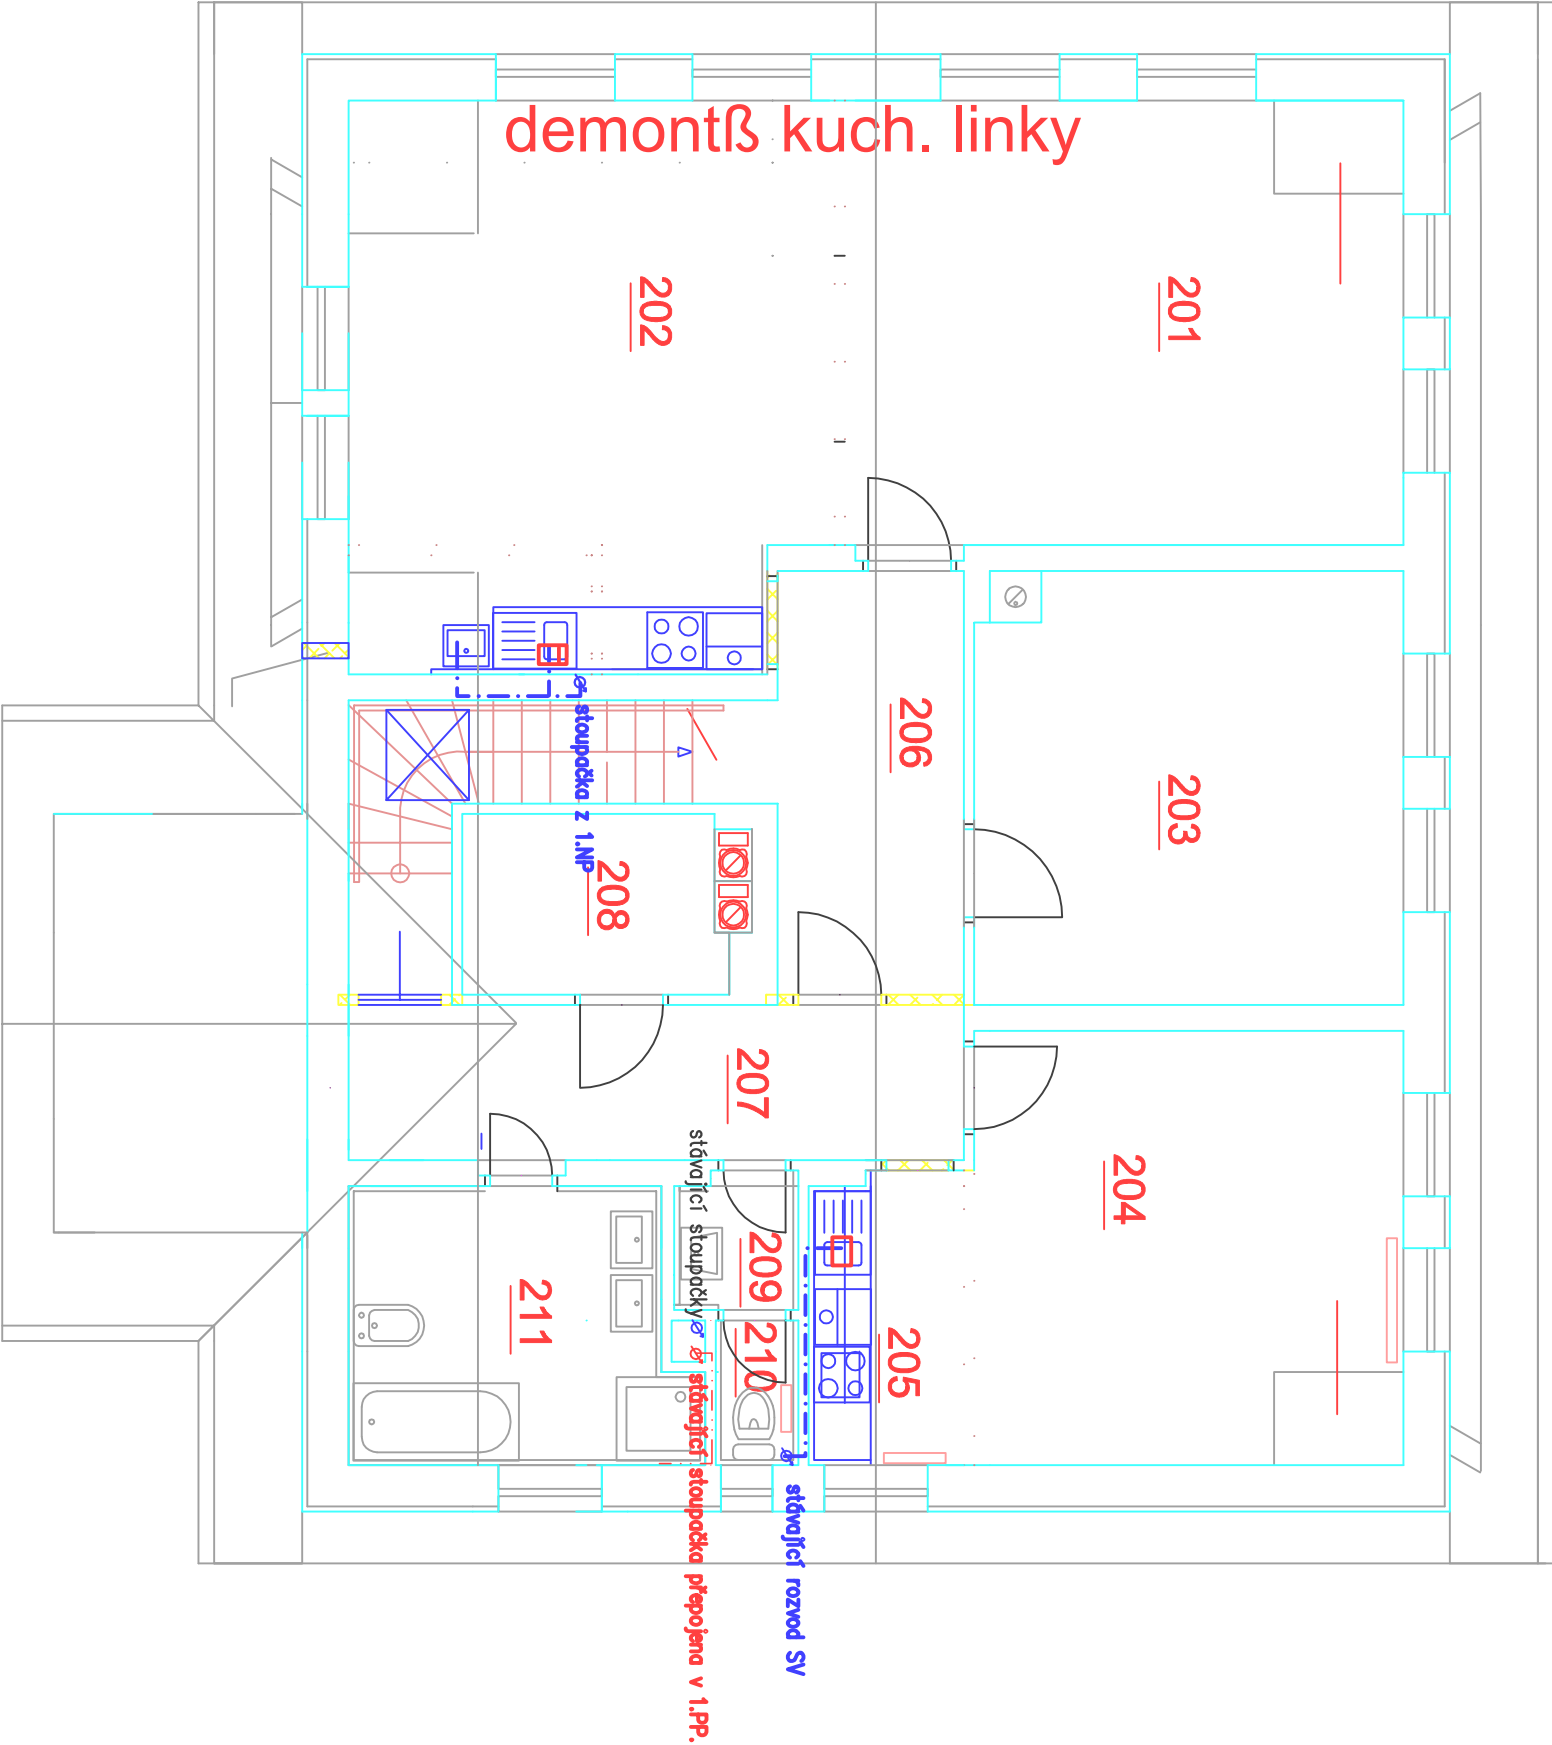 demontß kuch. linky
202
201
206
203
stoupačka z 1.NP
208
207
204
stávající stoupačky
209
211
210
205
stávající stoupačka přepojena v 1.PP.
stávající rozvod SV